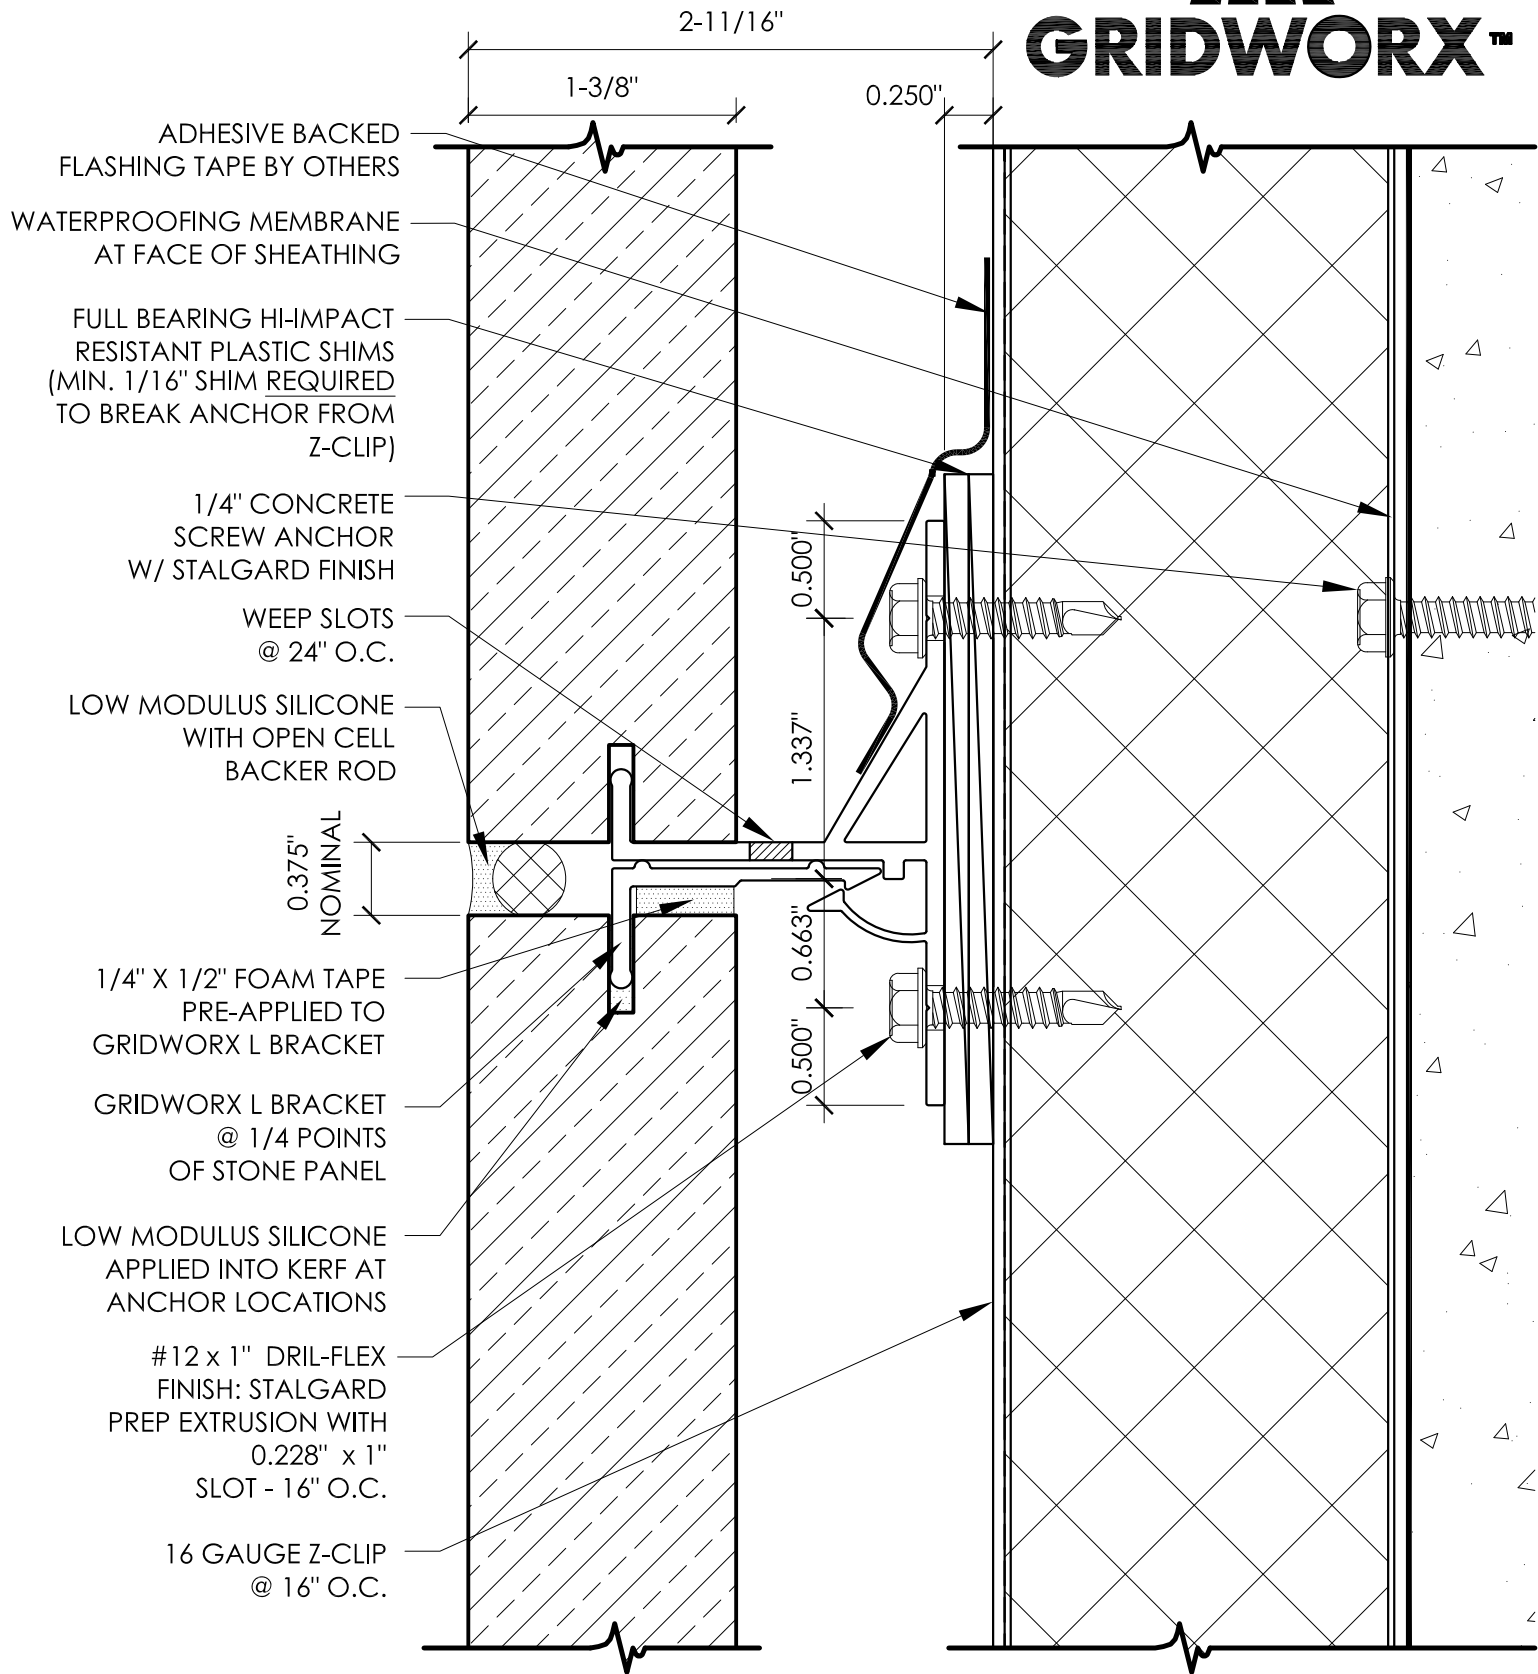 2-11/16"
GRIDWORX™
1-3/8"
0.250"
ADHESIVE BACKED
FLASHING TAPE BY OTHERS
WATERPROOFING MEMBRANE
AT FACE OF SHEATHING
FULL BEARING HI-IMPACT
RESISTANT PLASTIC SHIMS
(MIN. 1/16" SHIM REQUIRED
TO BREAK ANCHOR FROM
Z-CLIP)
1/4" CONCRETE
SCREW ANCHOR
W/ STALGARD FINISH
0.500"
WEEP SLOTS
@ 24" O.C.
LOW MODULUS SILICONE
WITH OPEN CELL
BACKER ROD
1.337"
0.375"
NOMINAL
0.663"
1/4" X 1/2" FOAM TAPE
PRE-APPLIED TO
GRIDWORX L BRACKET
0.500"
GRIDWORX L BRACKET
@ 1/4 POINTS
OF STONE PANEL
LOW MODULUS SILICONE
APPLIED INTO KERF AT
ANCHOR LOCATIONS
#12 x 1" DRIL-FLEX
FINISH: STALGARD
PREP EXTRUSION WITH
0.228" x 1"
SLOT - 16" O.C.
16 GAUGE Z-CLIP
@ 16" O.C.